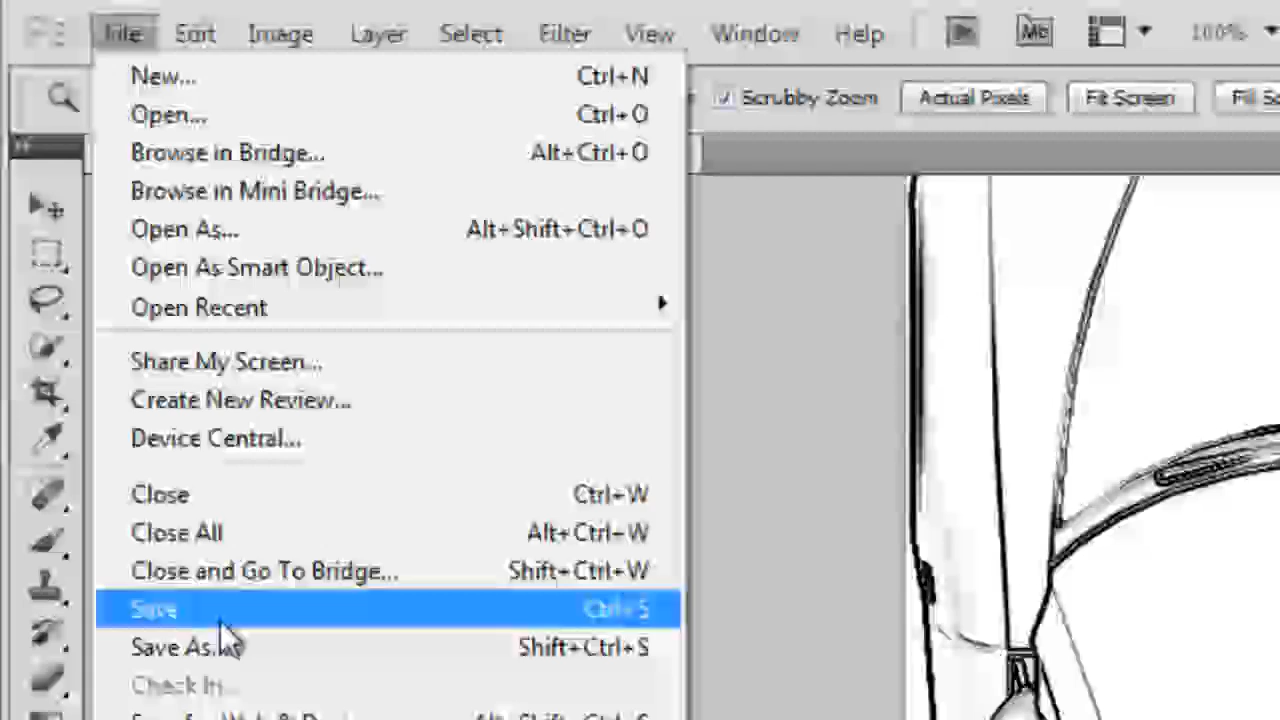 File Edit Image Layer Select Filter View Window Help Mb 100%
Scrubby Zoom Actual Pixels Fit Screen
New... Ctrl+N
Open... Ctrl+O
Browse in Bridge... Alt+Ctrl+O
Browse in Mini Bridge...
Open As... Alt+Shift+Ctrl+O
Open As Smart Object...
Open Recent
Share My Screen...
Create New Review...
Device Central...
Close Ctrl+W
Close All Alt+Ctrl+W
Close and Go To Bridge... Shift+Ctrl+W
Save Ctrl+S
Save As... Shift+Ctrl+S
Check In...